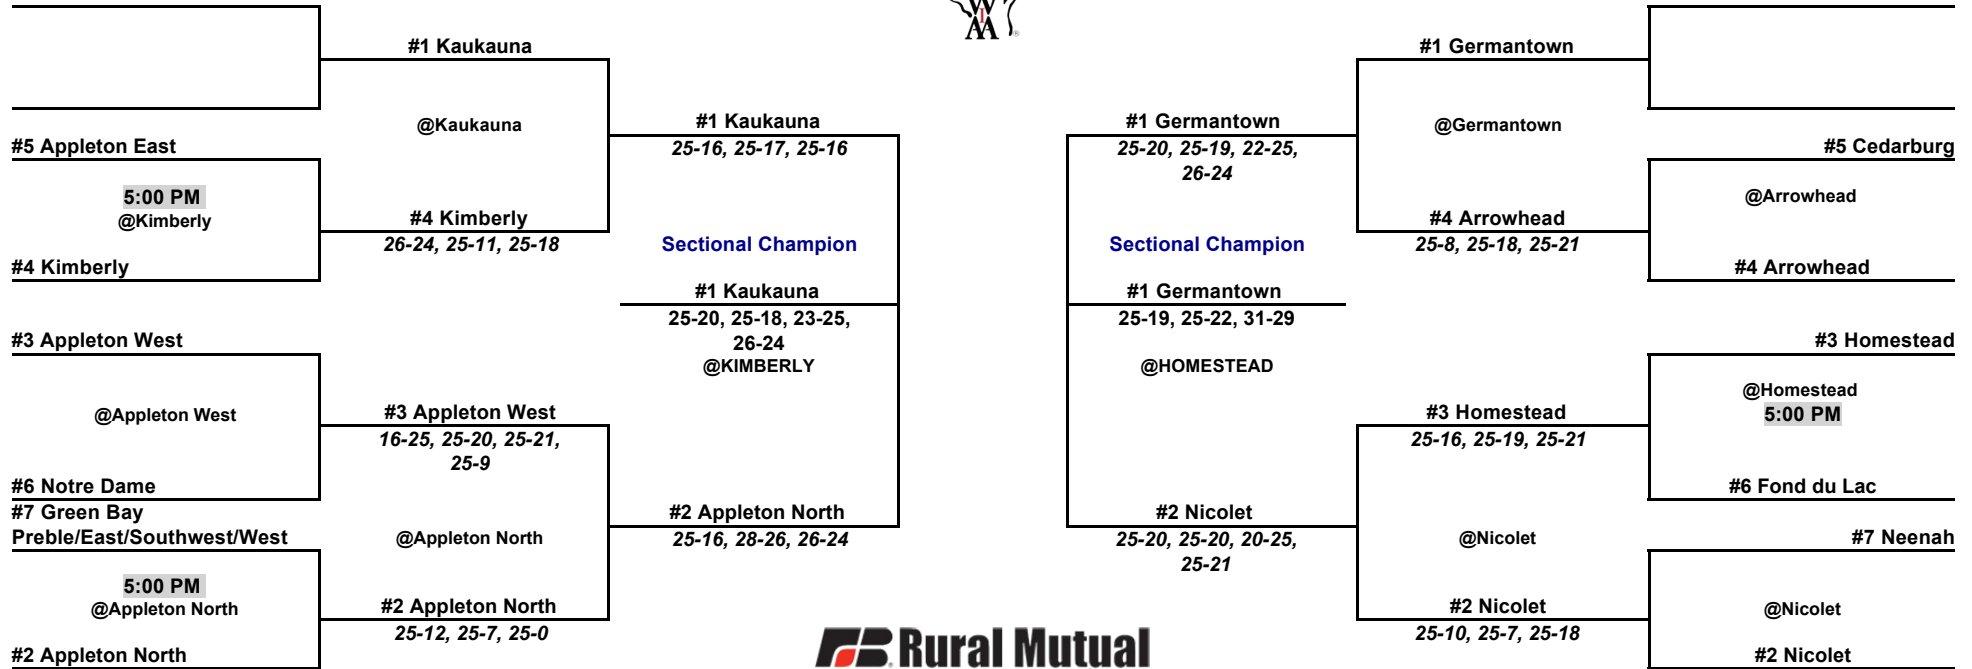 WI
AA
#1 Kaukauna
@Kaukauna
#5 Appleton East
5:00 PM
@Kimberly
#4 Kimberly
#4 Kimberly
26-24, 25-11, 25-18
#1 Kaukauna
25-16, 25-17, 25-16
Sectional Champion
#1 Kaukauna
25-20, 25-18, 23-25,
26-24
@KIMBERLY
#3 Appleton West
@Appleton West
#6 Notre Dame
#3 Appleton West
16-25, 25-20, 25-21,
25-9
#7 Green Bay
Preble/East/Southwest/West
5:00 PM
@Appleton North
#2 Appleton North
@Appleton North
#2 Appleton North
25-12, 25-7, 25-0
#2 Appleton North
25-16, 28-26, 26-24
#1 Germantown
@Germantown
#1 Germantown
25-20, 25-19, 22-25,
26-24
Sectional Champion
#1 Germantown
25-19, 25-22, 31-29
@HOMESTEAD
#5 Cedarburg
@Arrowhead
#4 Arrowhead
#4 Arrowhead
25-8, 25-18, 25-21
#3 Homestead
@Homestead
5:00 PM
#6 Fond du Lac
#3 Homestead
25-16, 25-19, 25-21
#2 Nicolet
25-20, 25-20, 20-25,
25-21
@Nicolet
#7 Neenah
@Nicolet
#2 Nicolet
#2 Nicolet
25-10, 25-7, 25-18
Rural Mutual